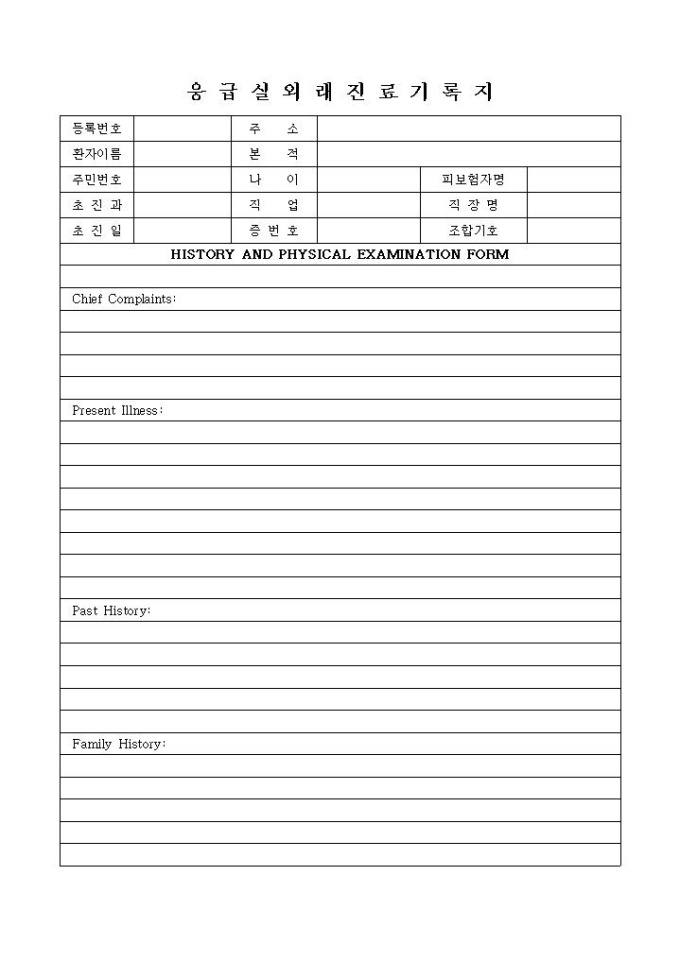 응 급 실 외 래 진 료 기 록 지
등록번호 주 소
환자이름 본 적
주민번호 나 이 피보험자명
초 진 과 직 업 직 장 명
초 진 일 증 번 호 조합기호
HISTORY AND PHYSICAL EXAMINATION FORM
Chief Complaints:
Present Illness:
Past History:
Family History: